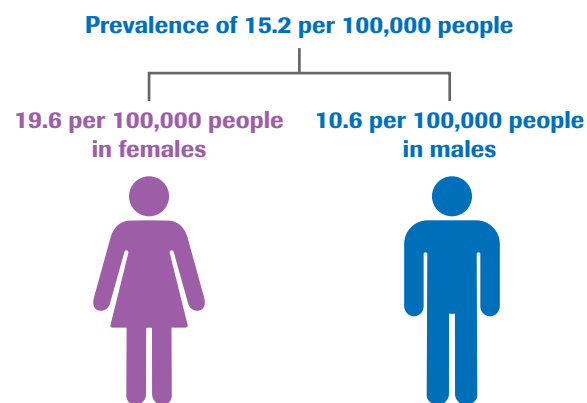 Prevalence of 15.2 per 100,000 people
19.6 per 100,000 people
in females
10.6 per 100,000 people
in males